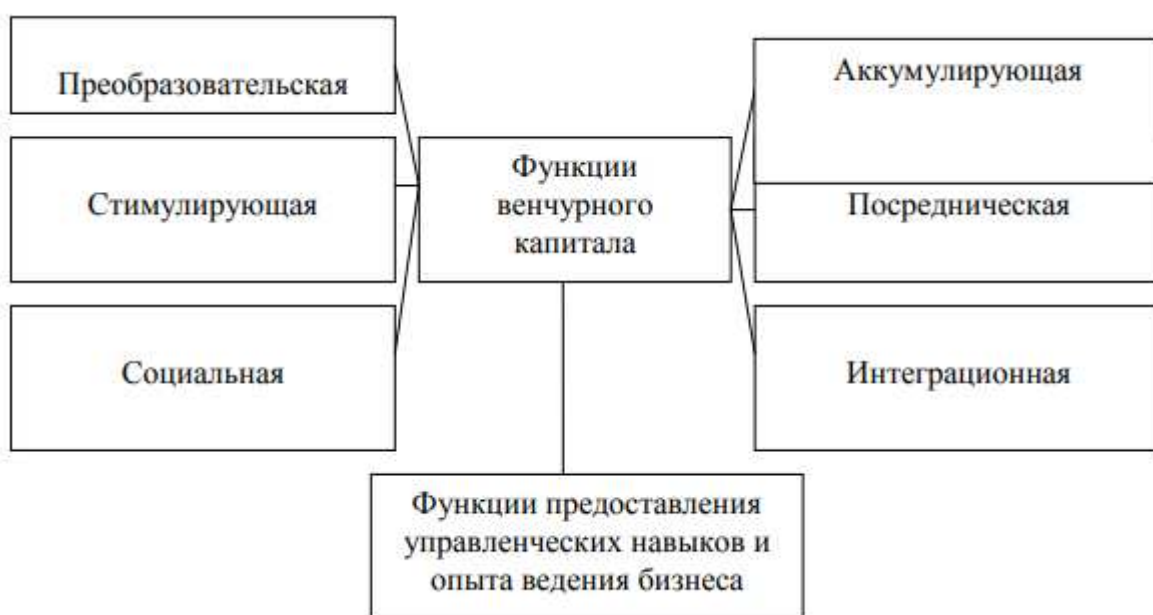 Преобразовательская
Аккумулирующая
Функции
венчурного
капитала
Стимулирующая
Посредническая
Социальная
Интеграционная
Функции предоставления
управленческих навыков и
опыта ведения бизнеса